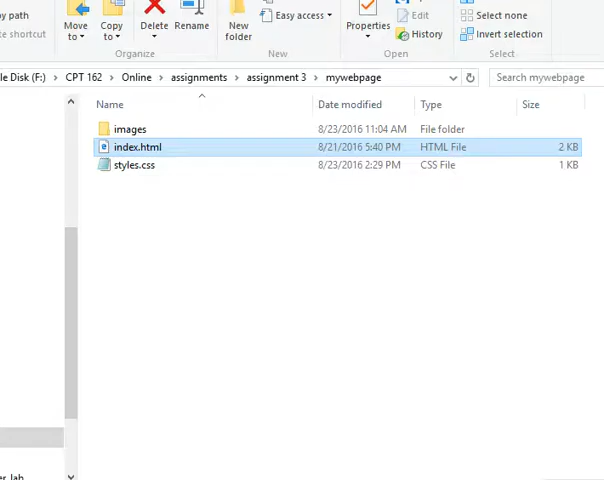 py path
Move to
Copy to
Delete
Rename
New folder
Easy access
Properties
Edit
History
Select none
Invert selection
te shortcut
Organize
New
Open
Select
le Disk (F:) > CPT 162 > Online > assignments > assignment 3 > mywebpage
Search mywebpage
Name Date modified Type Size
images 8/23/2016 11:04 AM File folder
index.html 8/21/2016 5:40 PM HTML File 2 KB
styles.css 8/23/2016 2:29 PM CSS File 1 KB
er_lab